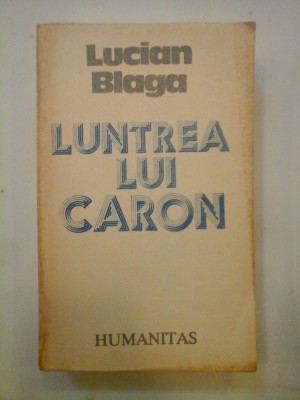 Lucian
Blaga
LUNTREA
LUI
CARON
HUMANITAS